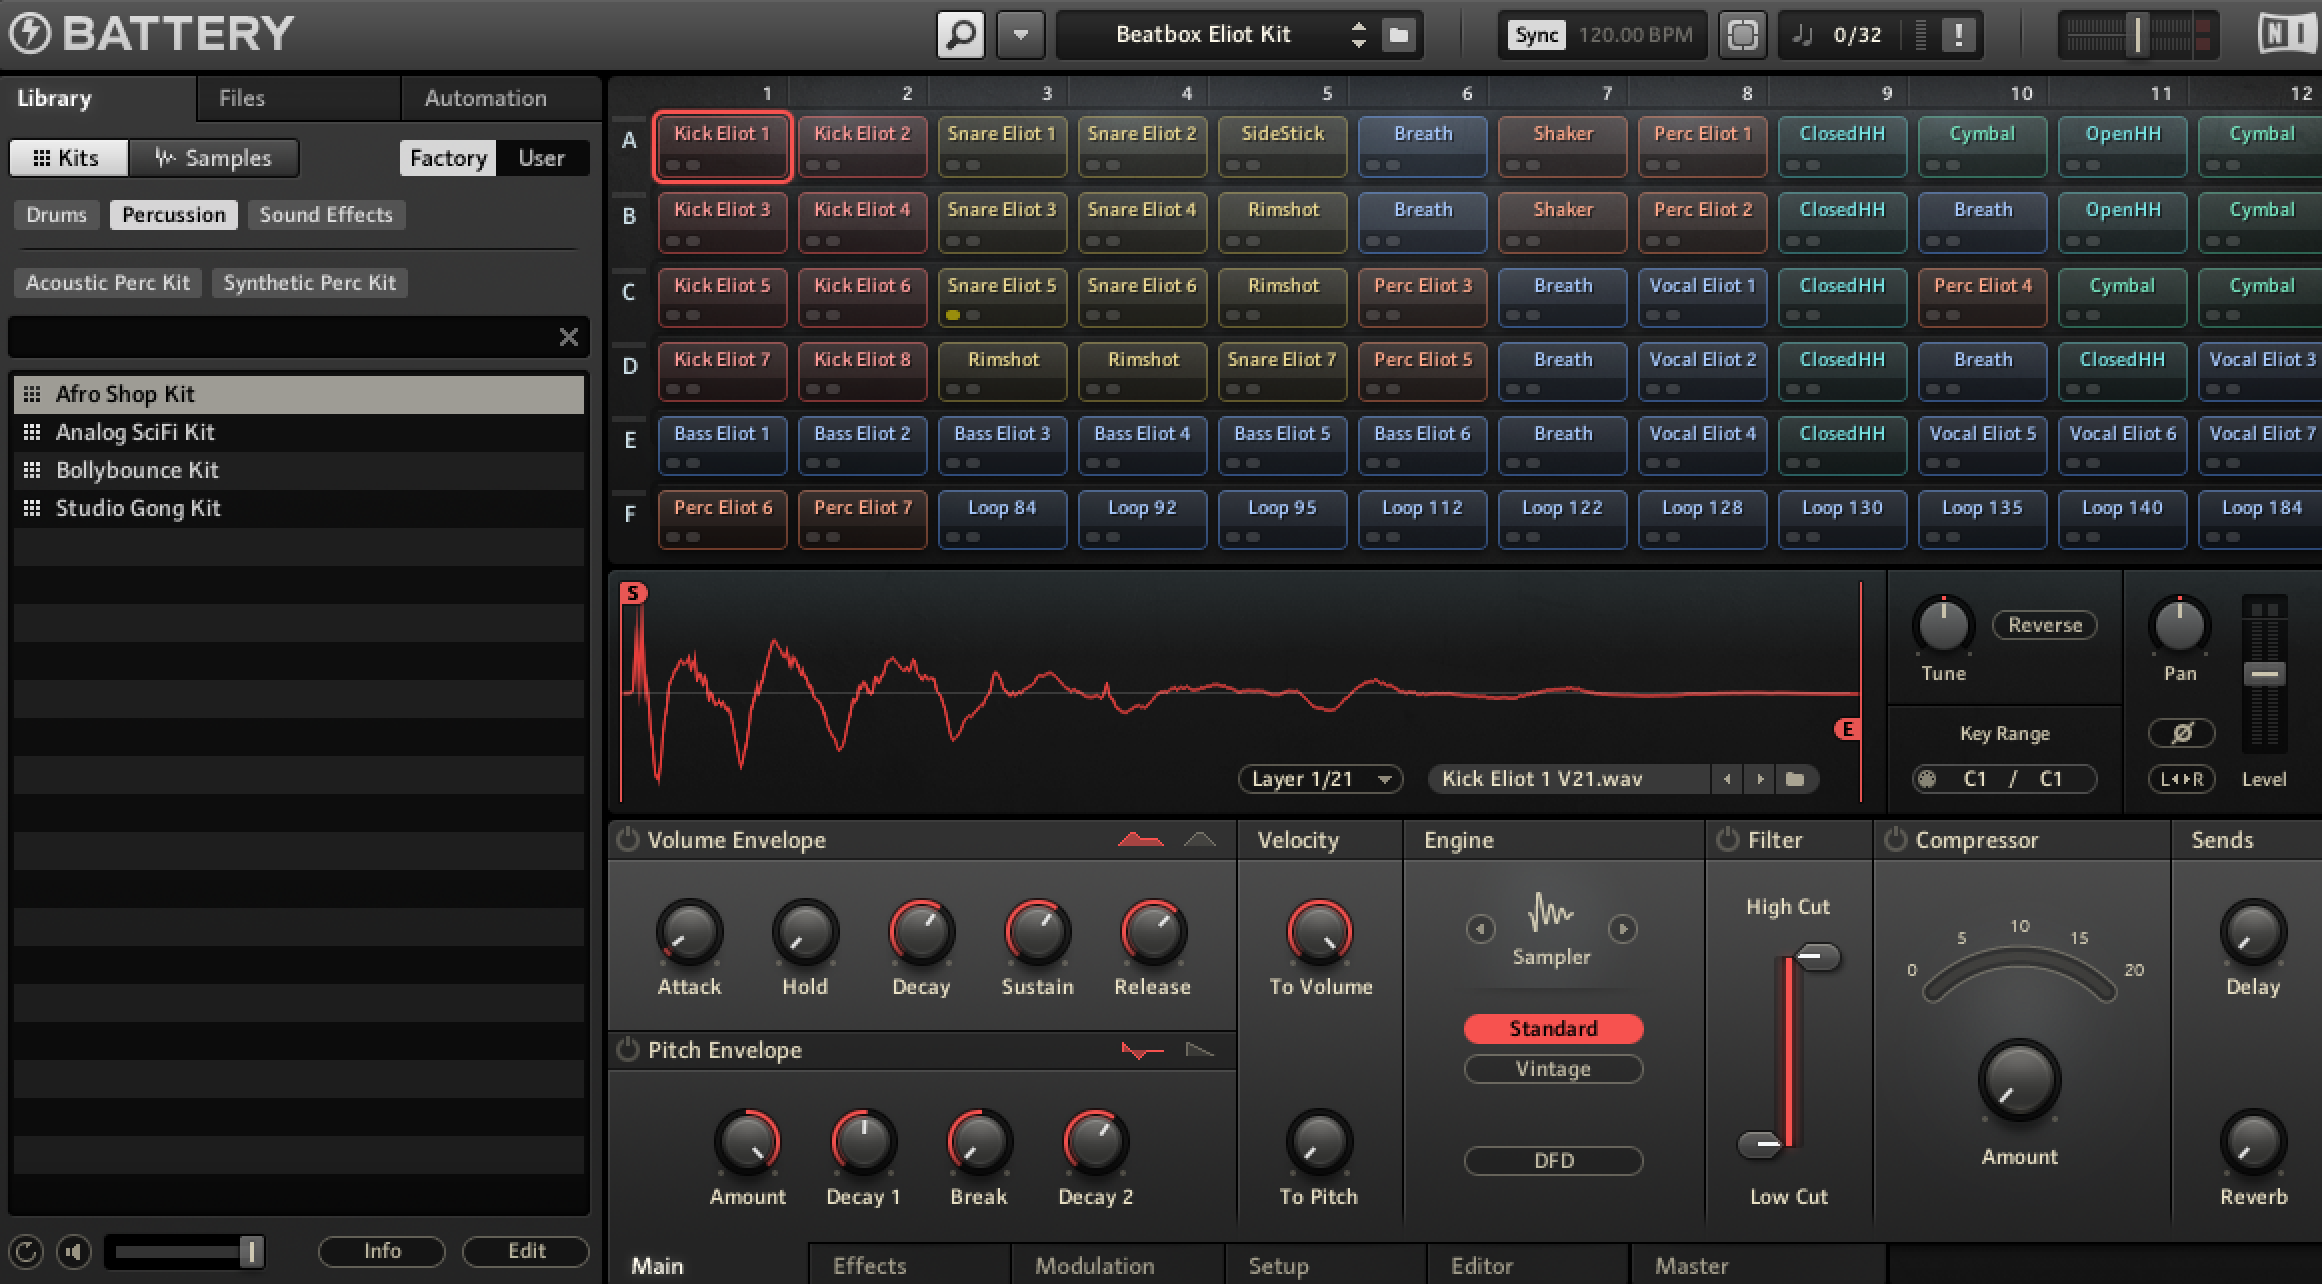 BATTERY
Beatbox Eliot Kit
Sync 120.00 BPM
0/32 !
NI
Library Files Automation
Kits Samples Factory User
Drums Percussion Sound Effects
Acoustic Perc Kit Synthetic Perc Kit
Afro Shop Kit
Analog SciFi Kit
Bollybounce Kit
Studio Gong Kit
Info Edit
1 2 3 4 5 6 7 8 9 10 11 12
A Kick Eliot 1 Kick Eliot 2 Snare Eliot 1 Snare Eliot 2 SideStick Breath Shaker Perc Eliot 1 ClosedHH Cymbal OpenHH Cymbal
B Kick Eliot 3 Kick Eliot 4 Snare Eliot 3 Snare Eliot 4 Rimshot Breath Shaker Perc Eliot 2 ClosedHH Breath OpenHH Cymbal
C Kick Eliot 5 Kick Eliot 6 Snare Eliot 5 Snare Eliot 6 Rimshot Perc Eliot 3 Breath Vocal Eliot 1 ClosedHH Perc Eliot 4 Cymbal Cymbal
D Kick Eliot 7 Kick Eliot 8 Rimshot Rimshot Snare Eliot 7 Perc Eliot 5 Breath Vocal Eliot 2 ClosedHH Breath ClosedHH Vocal Eliot 3
E Bass Eliot 1 Bass Eliot 2 Bass Eliot 3 Bass Eliot 4 Bass Eliot 5 Bass Eliot 6 Breath Vocal Eliot 4 ClosedHH Vocal Eliot 5 Vocal Eliot 6 Vocal Eliot 7
F Perc Eliot 6 Perc Eliot 7 Loop 84 Loop 92 Loop 95 Loop 112 Loop 122 Loop 128 Loop 130 Loop 135 Loop 140 Loop 184
S
E
Layer 1/21 Kick Eliot 1 V21.wav
Reverse
Tune
Key Range
C1 / C1
Pan
L R
Level
Volume Envelope
Attack Hold Decay Sustain Release
Pitch Envelope
Amount Decay 1 Break Decay 2
Velocity
To Volume
To Pitch
Engine
Sampler
Standard
Vintage
DFD
Filter
High Cut
Low Cut
Compressor
0 5 10 15 20
Amount
Sends
Delay
Reverb
Main Effects Modulation Setup Editor Master